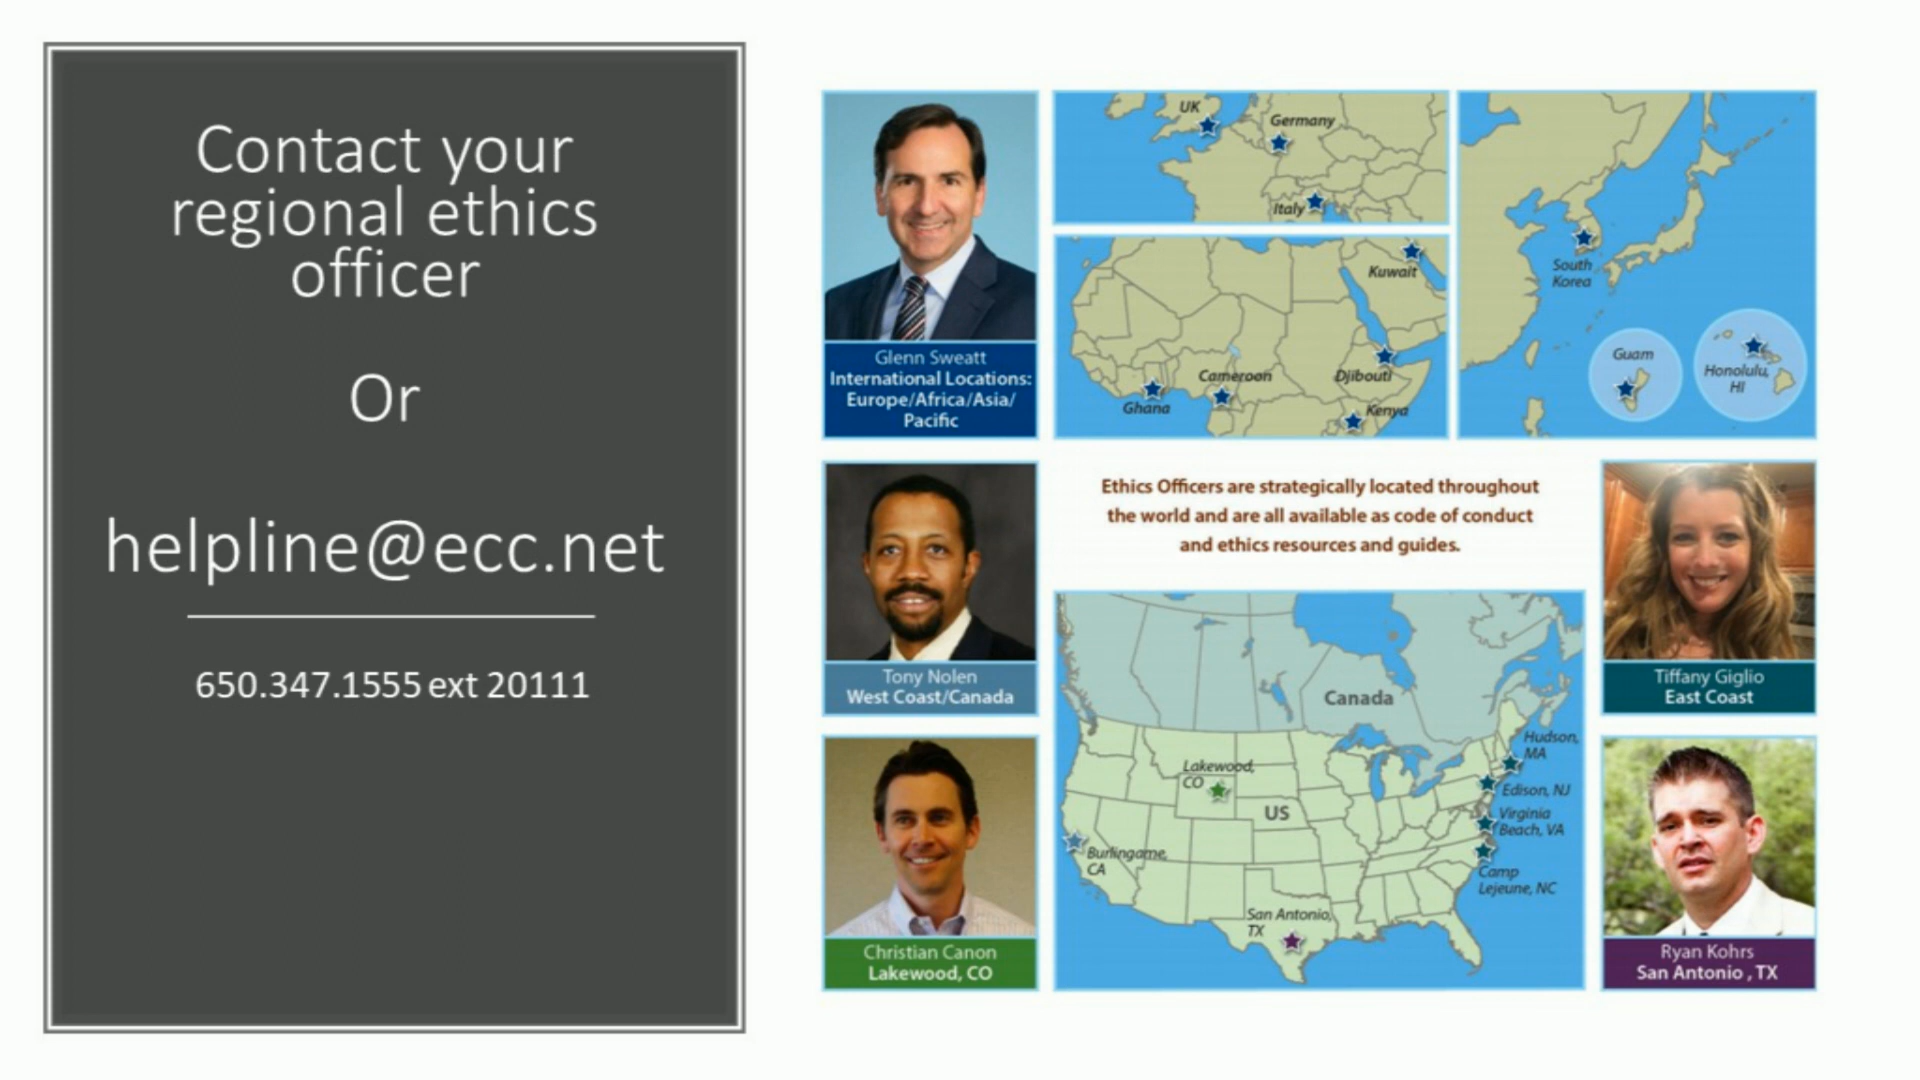 Contact your
regional ethics
officer
Or
helpline@ecc.net
650.347.1555 ext 20111
Glenn Sweatt
International Locations:
Europe/Africa/Asia/
Pacific
UK
Germany
Italy
Kuwait
Cameroon
Djibouti
Ghana
Kenya
South
Korea
Guam
Honolulu,
HI
Ethics Officers are strategically located throughout
the world and are all available as code of conduct
and ethics resources and guides.
Tony Nolen
West Coast/Canada
Tiffany Giglio
East Coast
Canada
Hudson,
MA
Lakewood,
CO
Edison, NJ
US
Virginia
Beach, VA
Burlingame,
CA
Camp
Lejeune, NC
San Antonio,
TX
Christian Canon
Lakewood, CO
Ryan Kohrs
San Antonio , TX